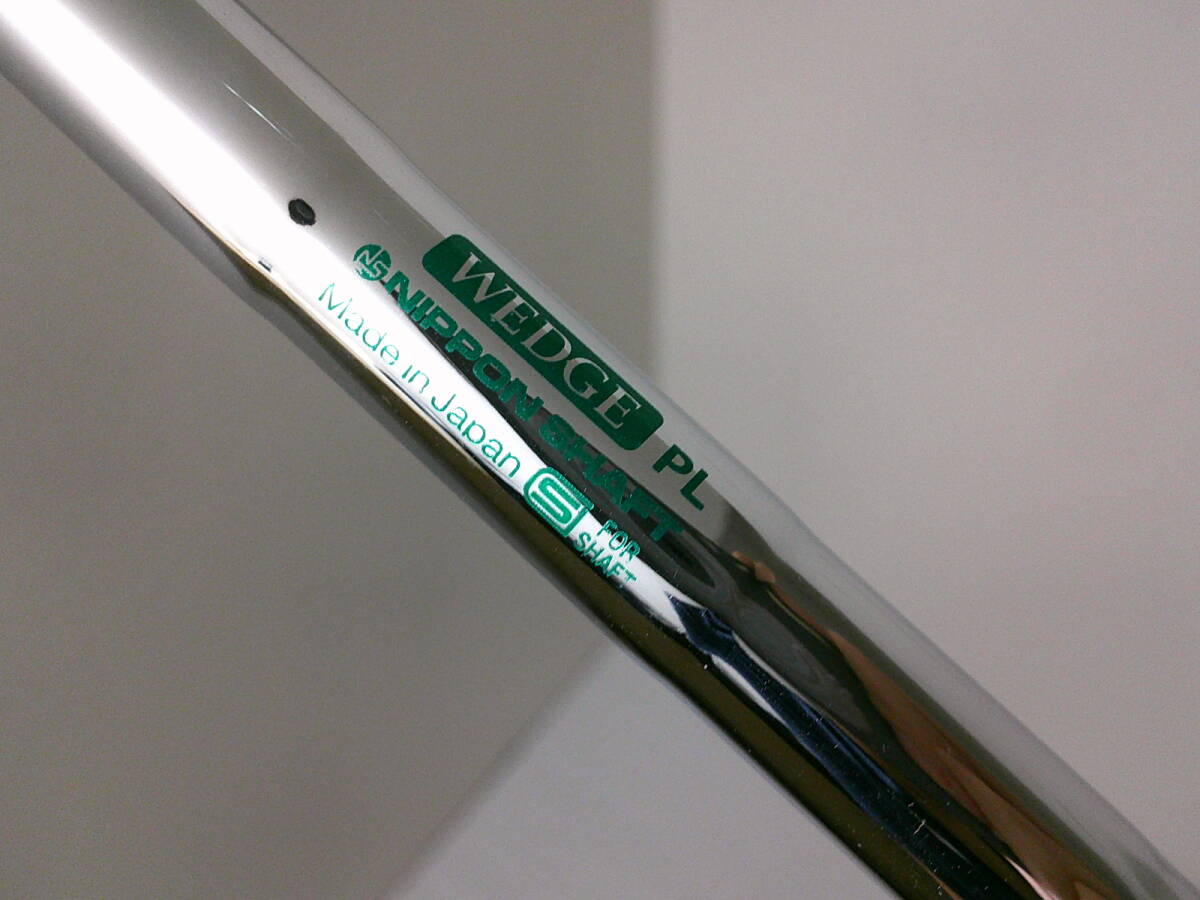 WEDGE PL
NS NIPPON SHAFT
Made in Japan S FOR SHAFT